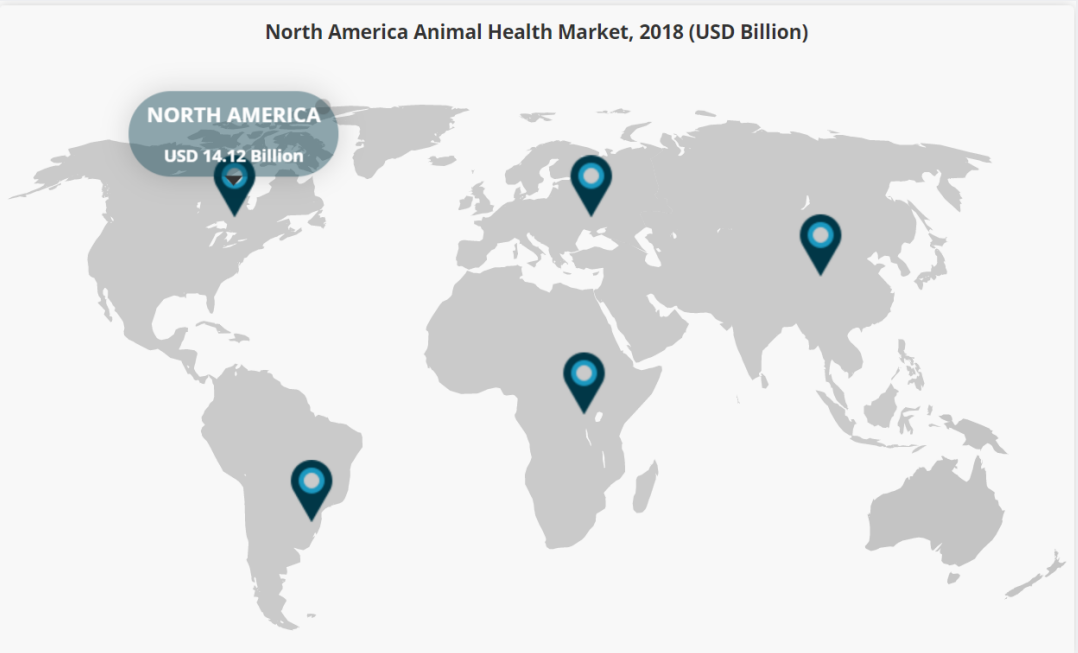 North America Animal Health Market, 2018 (USD Billion)
NORTH AMERICA
USD 14.12 Billion